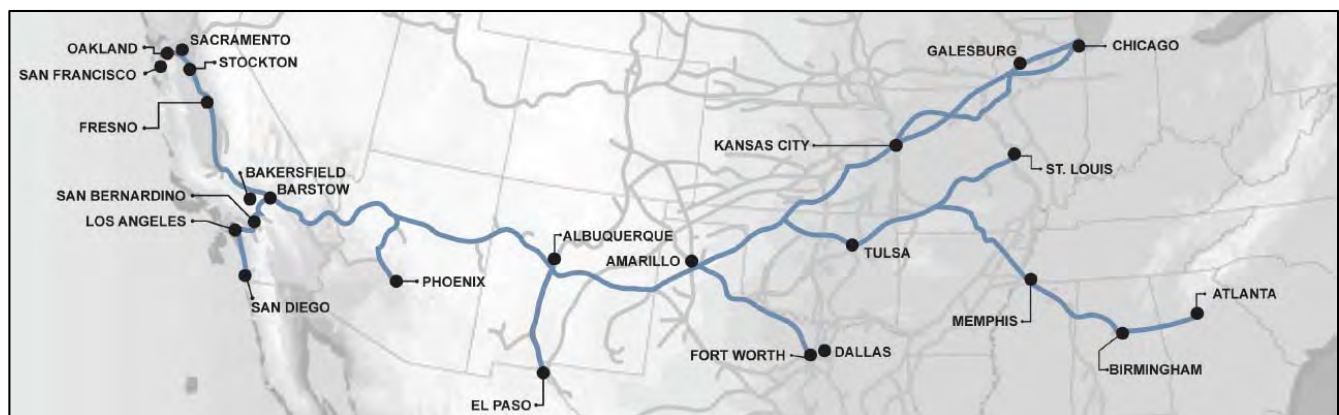 OAKLAND
SACRAMENTO
SAN FRANCISCO
STOCKTON
FRESNO
BAKERSFIELD
SAN BERNARDINO
BARSTOW
LOS ANGELES
SAN DIEGO
PHOENIX
ALBUQUERQUE
AMARILLO
EL PASO
FORT WORTH
DALLAS
GALESBURG
CHICAGO
KANSAS CITY
ST. LOUIS
TULSA
MEMPHIS
ATLANTA
BIRMINGHAM